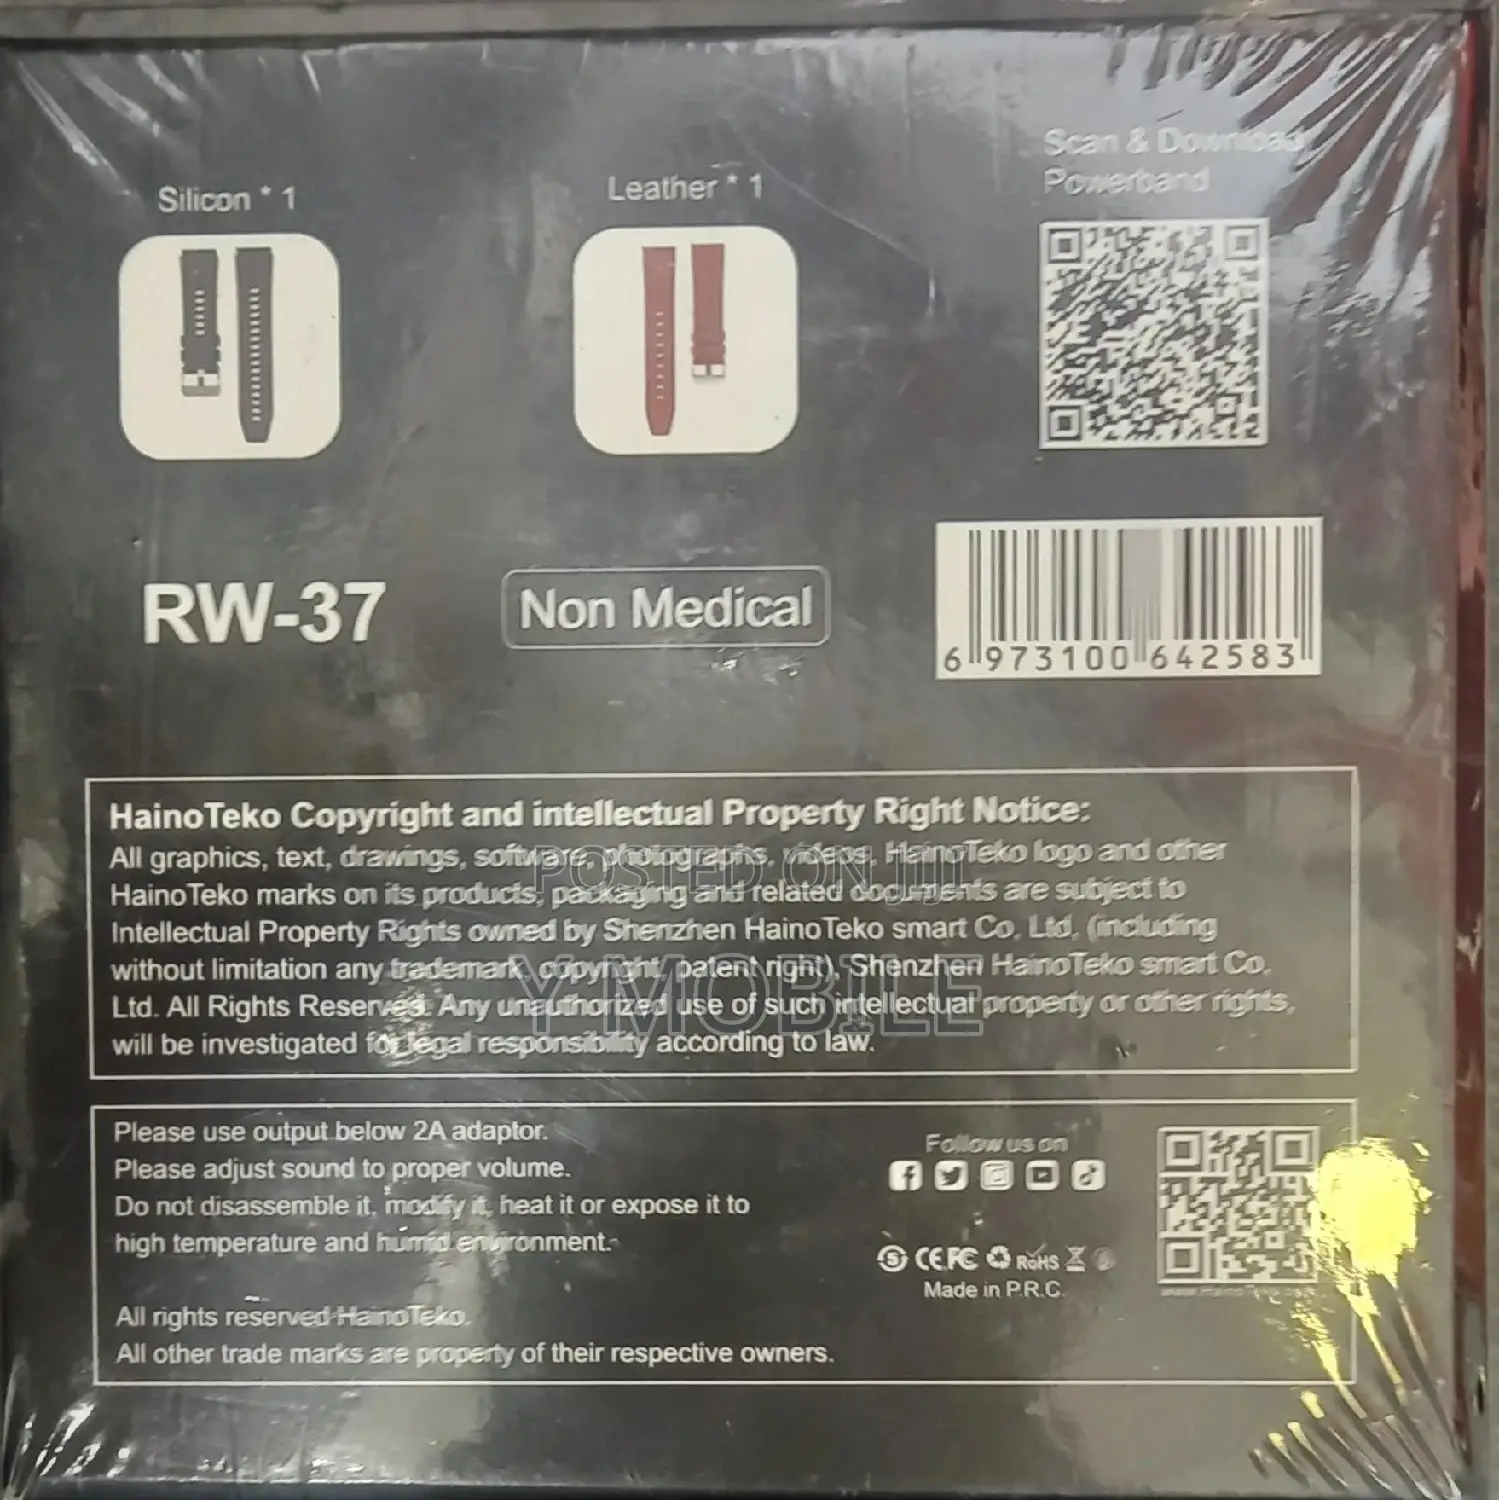 Silicon * 1
Leather * 1
Scan & Download
Powerband
RW-37
Non Medical
6 973100 642583
HainoTeko Copyright and intellectual Property Right Notice:
All graphics, text, drawings, software, photographs, videos, HainoTeko logo and other
HainoTeko marks on its products, packaging and related documents are subject to
Intellectual Property Rights owned by Shenzhen HainoTeko smart Co, Ltd, (including
without limitation any trademark, copyright, patent right), Shenzhen HainoTeko smart Co,
Ltd. All Rights Reserved. Any unauthorized use of such intellectual property or other rights,
will be investigated for legal responsibility according to law.
POSTED ON jiji
Y MOBILE
Please use output below 2A adaptor.
Please adjust sound to proper volume.
Do not disassemble it, modify it, heat it or expose it to
high temperature and humid environment.
All rights reserved HainoTeko.
All other trade marks are property of their respective owners.
Follow us on
CE FC RoHS
Made in P.R.C.